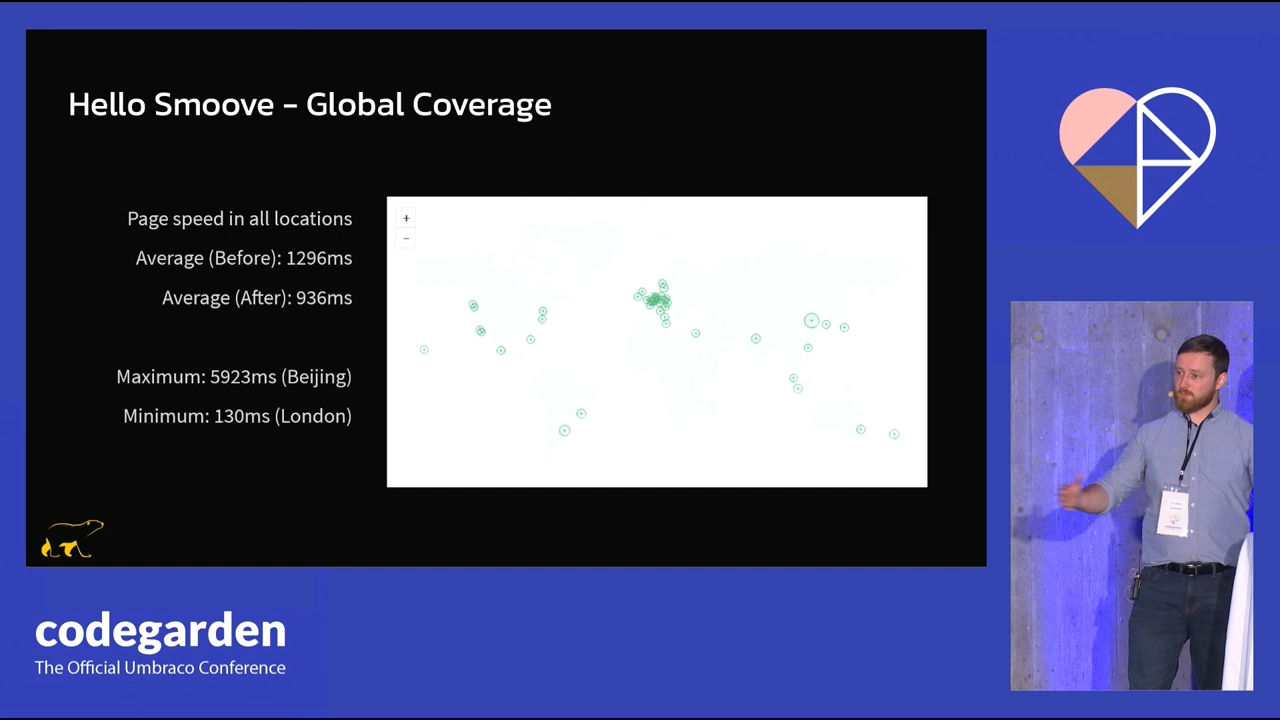 Hello Smoove – Global Coverage
Page speed in all locations
Average (Before): 1296ms
Average (After): 936ms
Maximum: 5923ms (Beijing)
Minimum: 130ms (London)
+
−
codegarden
The Official Umbraco Conference